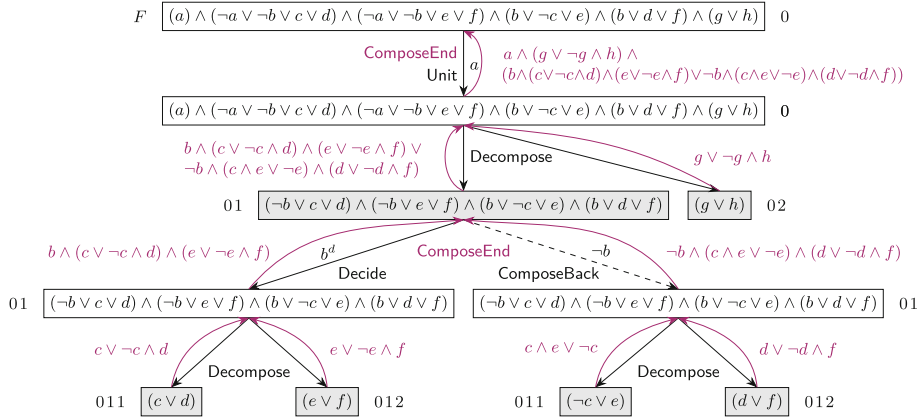 F (a) ∧ (¬a ∨ ¬b ∨ c ∨ d) ∧ (¬a ∨ ¬b ∨ e ∨ f) ∧ (b ∨ ¬c ∨ e) ∧ (b ∨ d ∨ f) ∧ (g ∨ h) 0
ComposeEnd
Unit
a
a ∧ (g ∨ ¬g ∧ h) ∧
(b∧(c∨¬c∧d)∧(e∨¬e∧f)∨¬b∧(c∧e∨¬e)∧(d∨¬d∧f))
(a) ∧ (¬a ∨ ¬b ∨ c ∨ d) ∧ (¬a ∨ ¬b ∨ e ∨ f) ∧ (b ∨ ¬c ∨ e) ∧ (b ∨ d ∨ f) ∧ (g ∨ h) 0
b ∧ (c ∨ ¬c ∧ d) ∧ (e ∨ ¬e ∧ f) ∨
¬b ∧ (c ∧ e ∨ ¬e) ∧ (d ∨ ¬d ∧ f)
Decompose
g ∨ ¬g ∧ h
01 (¬b ∨ c ∨ d) ∧ (¬b ∨ e ∨ f) ∧ (b ∨ ¬c ∨ e) ∧ (b ∨ d ∨ f) (g ∨ h) 02
b ∧ (c ∨ ¬c ∧ d) ∧ (e ∨ ¬e ∧ f) b^d ComposeEnd ¬b ¬b ∧ (c ∧ e ∨ ¬e) ∧ (d ∨ ¬d ∧ f)
Decide ComposeBack
01 (¬b ∨ c ∨ d) ∧ (¬b ∨ e ∨ f) ∧ (b ∨ ¬c ∨ e) ∧ (b ∨ d ∨ f) (¬b ∨ c ∨ d) ∧ (¬b ∨ e ∨ f) ∧ (b ∨ ¬c ∨ e) ∧ (b ∨ d ∨ f) 01
c ∨ ¬c ∧ d e ∨ ¬e ∧ f c ∧ e ∨ ¬c d ∨ ¬d ∧ f
Decompose Decompose
011 (c ∨ d) (e ∨ f) 012 011 (¬c ∨ e) (d ∨ f) 012